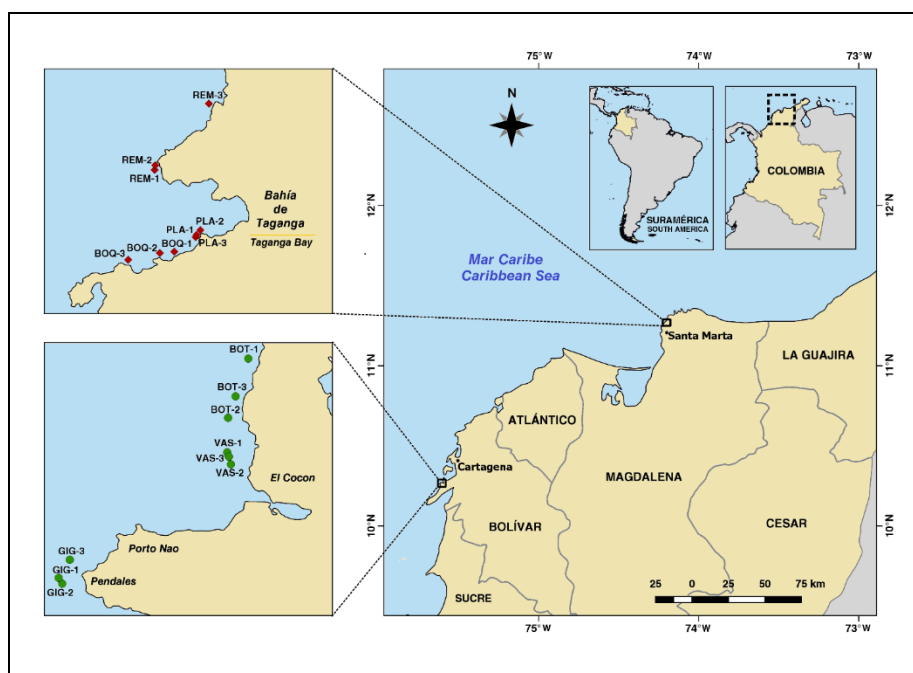 REM-3
REM-2
REM-1
Bahía
de
Taganga
Taganga Bay
PLA-2
PLA-1
PLA-3
BOQ-1
BOQ-2
BOQ-3
BOT-1
BOT-3
BOT-2
VAS-1
VAS-3
VAS-2
El Cocon
Porto Nao
GIG-3
GIG-1
Pendales
GIG-2
75°W
74°W
73°W
N
SURAMÉRICA
SOUTH AMERICA
COLOMBIA
12°N
12°N
Mar Caribe
Caribbean Sea
Santa Marta
LA GUAJIRA
11°N
11°N
ATLÁNTICO
Cartagena
MAGDALENA
CESAR
BOLÍVAR
10°N
10°N
SUCRE
25 0 25 50 75 km
75°W
74°W
73°W